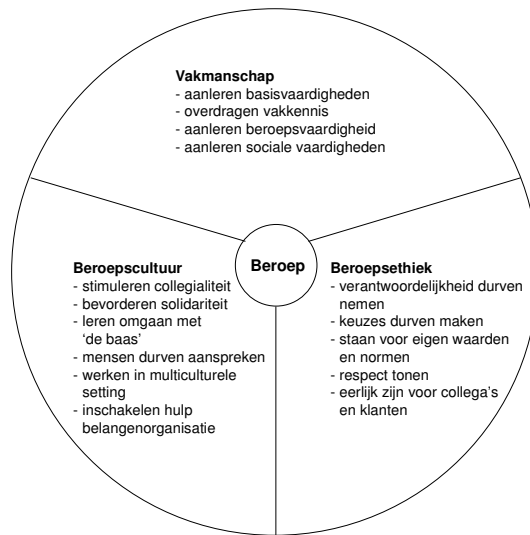 Vakmanschap
- aanleren basisvaardigheden
- overdragen vakkennis
- aanleren beroepsvaardigheid
- aanleren sociale vaardigheden
Beroep
Beroepscultuur
- stimuleren collegialiteit
- bevorderen solidariteit
- leren omgaan met
‘de baas’
- mensen durven aanspreken
- werken in multiculturele
setting
- inschakelen hulp
belangenorganisatie
Beroepsethiek
- verantwoordelijkheid durven
nemen
- keuzes durven maken
- staan voor eigen waarden
en normen
- respect tonen
- eerlijk zijn voor collega's
en klanten